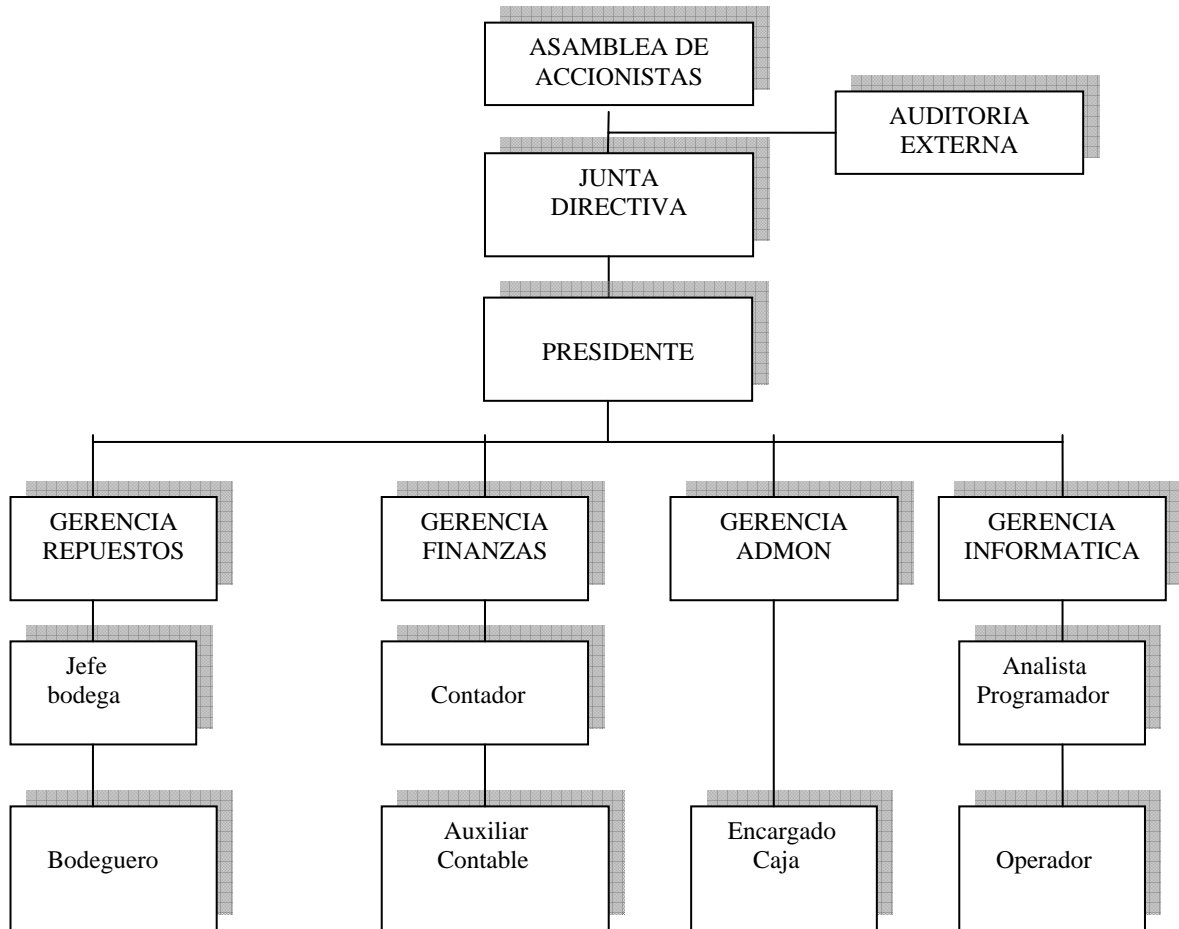 ASAMBLEA DE
ACCIONISTAS
AUDITORIA
EXTERNA
JUNTA
DIRECTIVA
PRESIDENTE
GERENCIA
REPUESTOS
GERENCIA
FINANZAS
GERENCIA
ADMON
GERENCIA
INFORMATICA
Jefe
bodega
Contador
Analista
Programador
Bodeguero
Auxiliar
Contable
Encargado
Caja
Operador